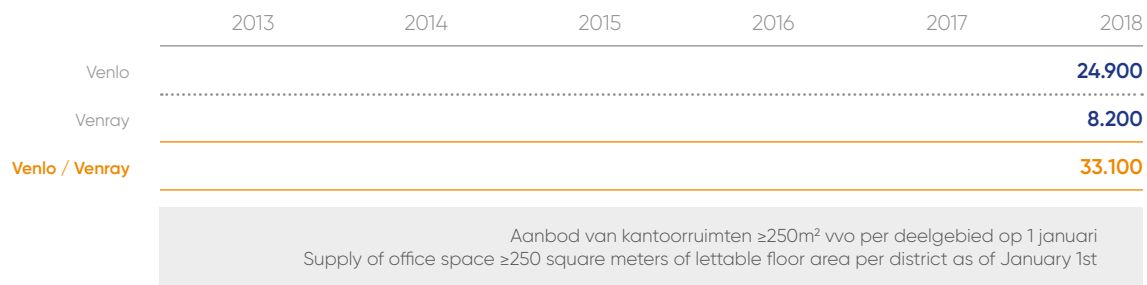 2013 2014 2015 2016 2017 2018
Venlo 24.900
Venray 8.200
Venlo / Venray 33.100
Aanbod van kantoorruimten ≥250m² vvo per deelgebied op 1 januari
Supply of office space ≥250 square meters of lettable floor area per district as of January 1st